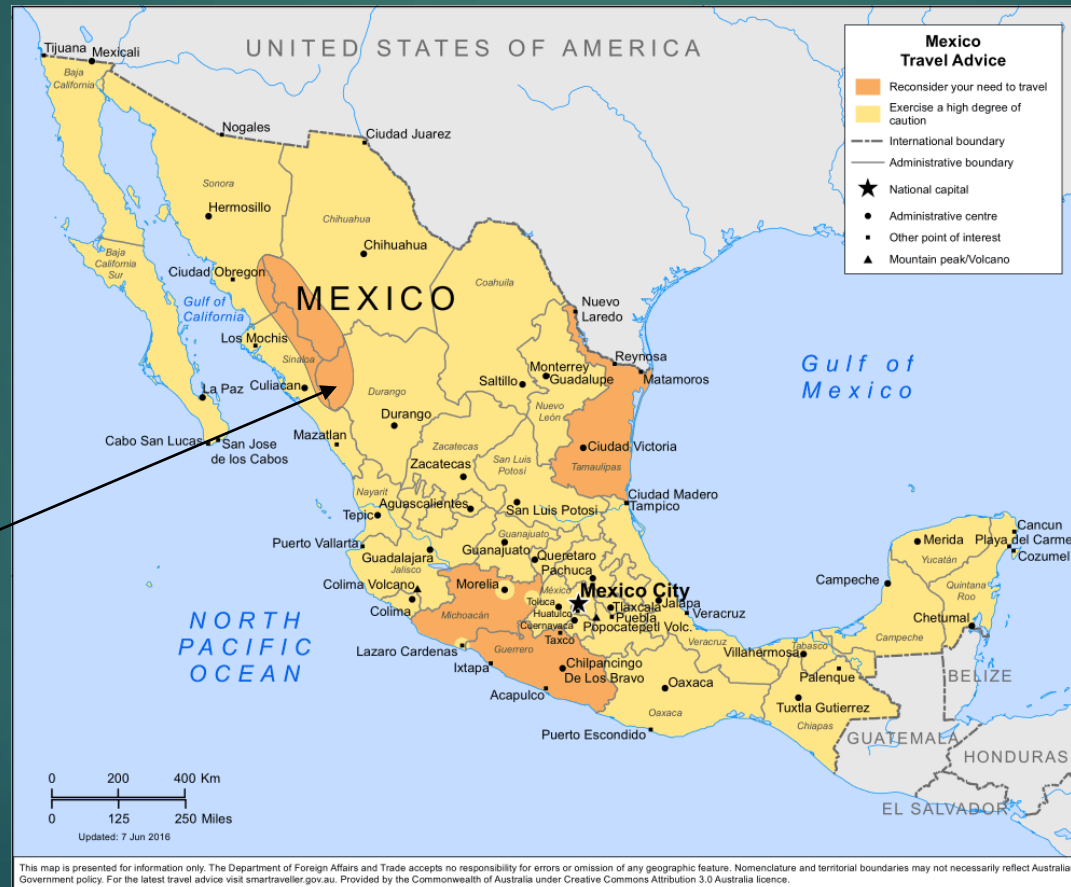 UNITED STATES OF AMERICA
Mexico
Travel Advice
Reconsider your need to travel
Exercise a high degree of
caution
International boundary
Administrative boundary
National capital
Administrative centre
Other point of interest
Mountain peak/Volcano
Tijuana
Mexicali
Baja
California
Nogales
Ciudad Juarez
Sonora
Hermosillo
Chihuahua
Chihuahua
Baja
California
Sur
Ciudad Obregon
MEXICO
Coahuila
Gulf of
California
Nuevo
Laredo
Los Mochis
Sinaloa
Reynosa
Gulf of
Mexico
Monterrey
Guadalupe
Matamoros
Saltillo
La Paz
Culiacan
Durango
Nuevo
León
Durango
Cabo San Lucas
San Jose
de los Cabos
Mazatlan
Zacatecas
Ciudad Victoria
San Luis
Potosí
Tamaulipas
Zacatecas
Nayarit
Aguascalientes
San Luis Potosi
Ciudad Madero
Tampico
Tepic
Puerto Vallarta
Guanajuato
Guanajuato
Queretaro
Guadalajara
Jalisco
Pachuca
Merida
Yucatán
Cancun
Playa del Carme
Cozumel
Colima Volcano
Morelia
México
Mexico City
Campeche
Quintana
Roo
Colima
Michoacán
Toluca
Huatulco
Tlaxcala
Jalapa
Puebla
Veracruz
Cuernavaca
Popocatepetl Volc.
Chetumal
Taxco
Veracruz
Campeche
NORTH
PACIFIC
OCEAN
Lazaro Cardenas
Guerrero
Villahermosa
Tabasco
Ixtapa
Chilpancingo
De Los Bravo
Palenque
BELIZE
Acapulco
Oaxaca
Tuxtla Gutierrez
Oaxaca
Chiapas
Puerto Escondido
GUATEMALA
HONDURAS
EL SALVADOR
0 200 400 Km
0 125 250 Miles
Updated: 7 Jun 2016
This map is presented for information only. The Department of Foreign Affairs and Trade accepts no responsibility for errors or omission of any geographic feature. Nomenclature and territorial boundaries may not necessarily reflect Australia
Government policy. For the latest travel advice visit smartraveller.gov.au. Provided by the Commonwealth of Australia under Creative Commons Attribution 3.0 Australia licence.